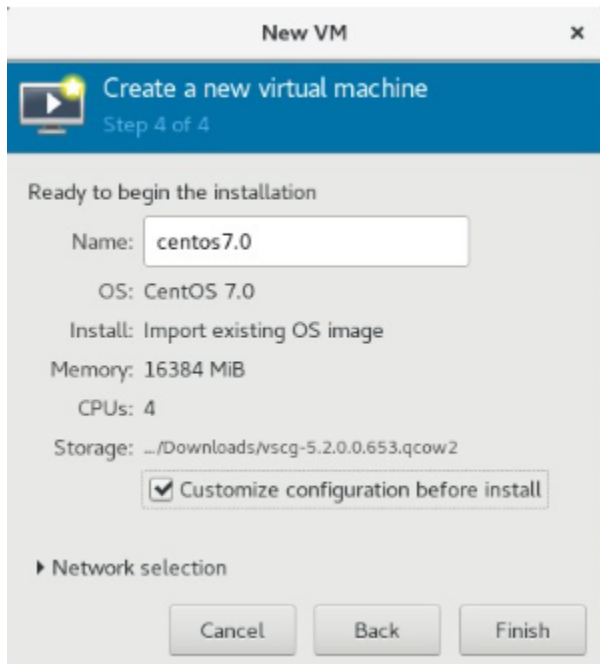 New VM
Create a new virtual machine
Step 4 of 4
Ready to begin the installation
Name: centos7.0
OS: CentOS 7.0
Install: Import existing OS image
Memory: 16384 MiB
CPUs: 4
Storage: .../Downloads/vscg-5.2.0.0.653.qcow2
Customize configuration before install
Network selection
Cancel Back Finish